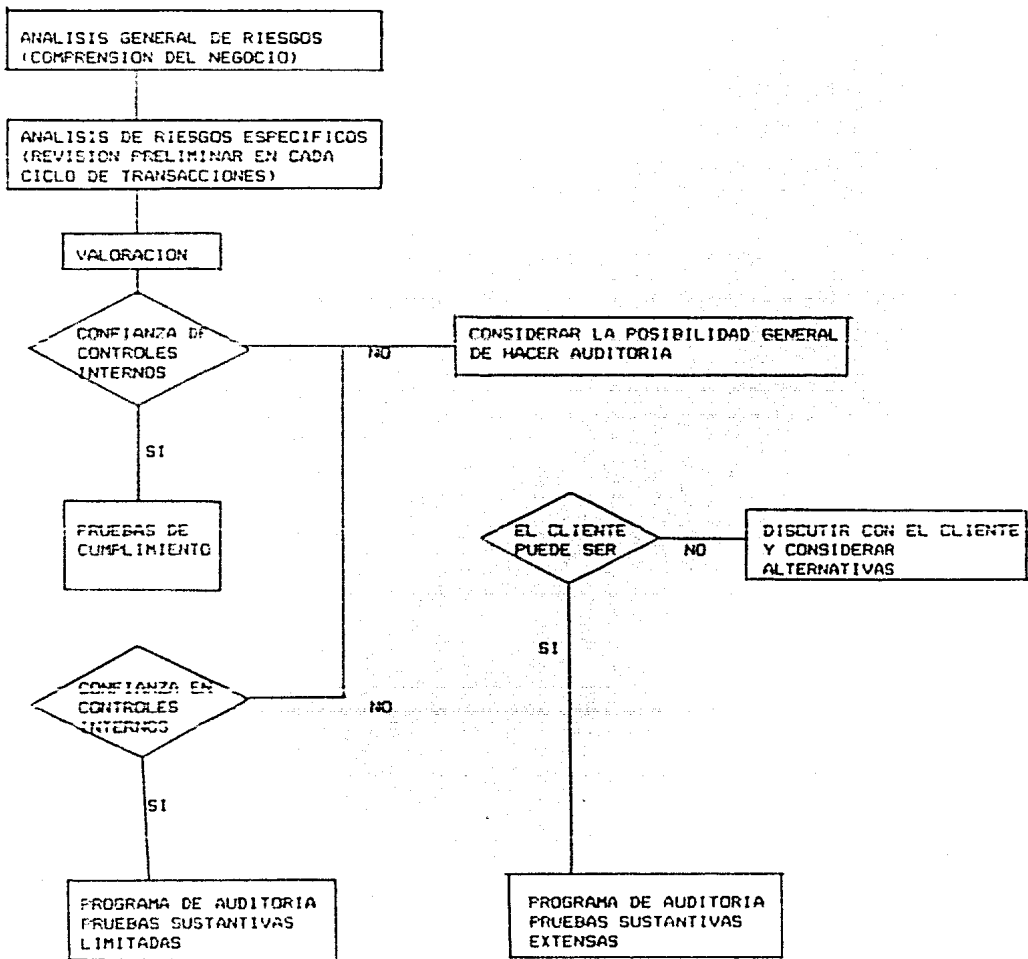 ANALISIS GENERAL DE RIESGOS
(COMPRENSION DEL NEGOCIO)
ANALISIS DE RIESGOS ESPECIFICOS
(REVISION PRELIMINAR EN CADA
CICLO DE TRANSACCIONES)
VALORACION
CONFIANZA DE
CONTROLES
INTERNOS
NO
CONSIDERAR LA POSIBILIDAD GENERAL
DE HACER AUDITORIA
SI
PRUEBAS DE
CUMPLIMIENTO
EL CLIENTE
PUEDE SER
NO
DISCUTIR CON EL CLIENTE
Y CONSIDERAR
ALTERNATIVAS
SI
CONFIANZA EN
CONTROLES
INTERNOS
NO
SI
PROGRAMA DE AUDITORIA
PRUEBAS SUSTANTIVAS
LIMITADAS
PROGRAMA DE AUDITORIA
PRUEBAS SUSTANTIVAS
EXTENSAS